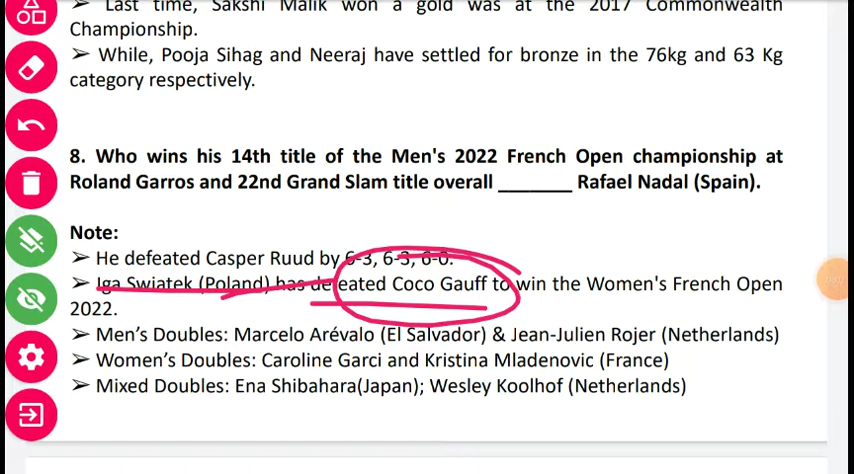 ➢ Last time, Sakshi Malik won a gold was at the 2017 Commonwealth
Championship.
➢ While, Pooja Sihag and Neeraj have settled for bronze in the 76kg and 63 Kg
category respectively.
8. Who wins his 14th title of the Men's 2022 French Open championship at
Roland Garros and 22nd Grand Slam title overall ________ Rafael Nadal (Spain).
Note:
➢ He defeated Casper Ruud by 6-3, 6-3, 6-0.
➢ Iga Swiatek (Poland) has defeated Coco Gauff to win the Women's French Open
2022.
➢ Men’s Doubles: Marcelo Arévalo (El Salvador) & Jean-Julien Rojer (Netherlands)
➢ Women’s Doubles: Caroline Garci and Kristina Mladenovic (France)
➢ Mixed Doubles: Ena Shibahara(Japan); Wesley Koolhof (Netherlands)